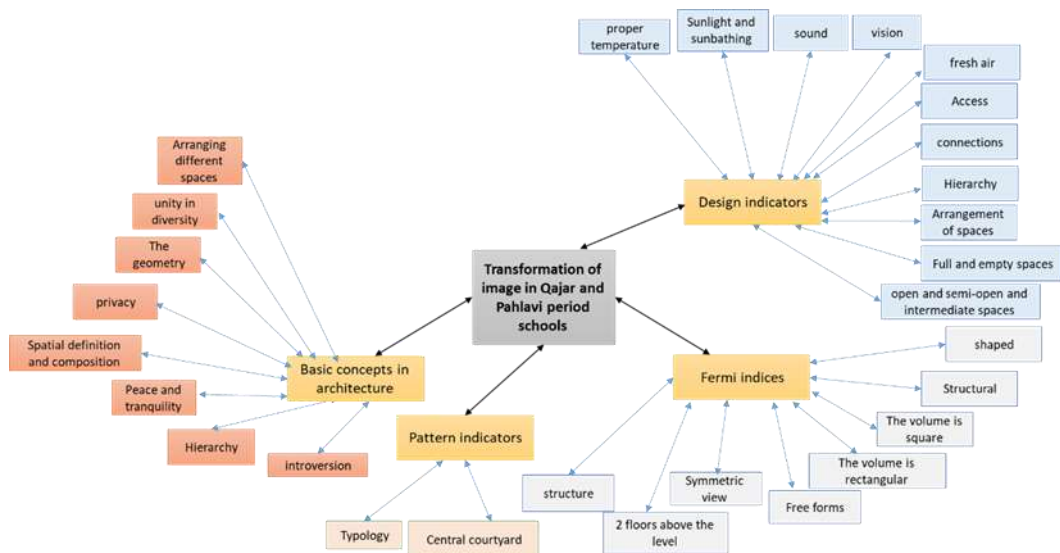 proper
temperature
Sunlight and
sunbathing
sound
vision
fresh air
Access
connections
Hierarchy
Arrangement
of spaces
Full and empty spaces
open and semi-open and
intermediate spaces
Design indicators
Arranging
different
spaces
unity in
diversity
The
geometry
privacy
Spatial definition
and composition
Peace and
tranquility
Hierarchy
introversion
Basic concepts in
architecture
Transformation of
image in Qajar and
Pahlavi period
schools
Pattern indicators
Typology
Central courtyard
Fermi indices
shaped
Structural
The volume is
square
The volume is
rectangular
Free forms
Symmetric
view
2 floors above the
level
structure